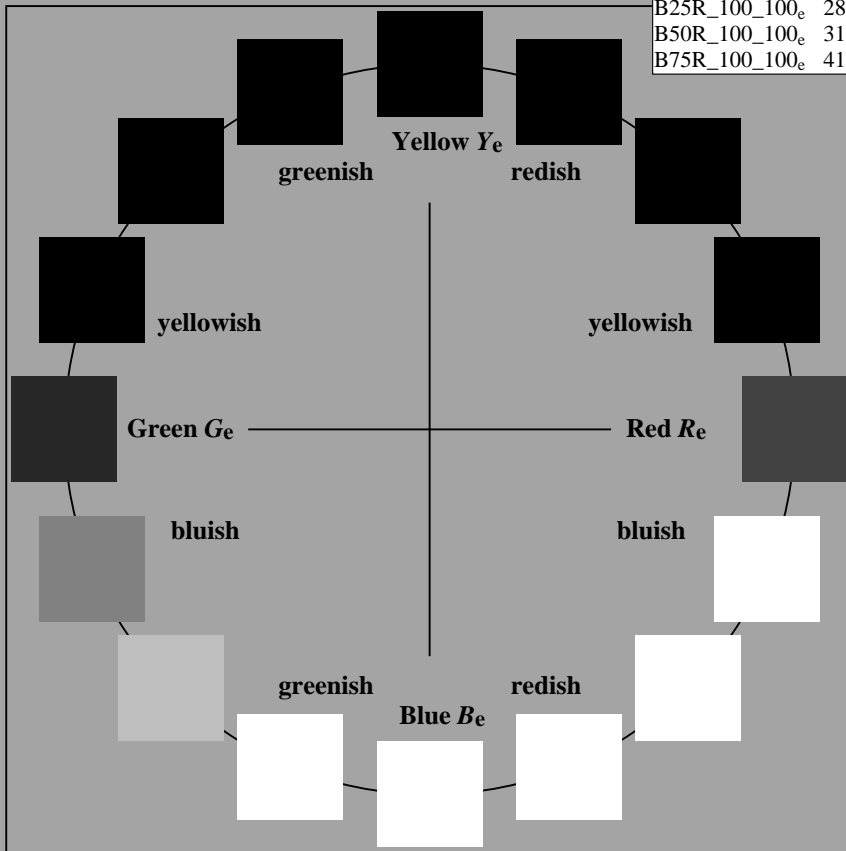 B25R_100_100e 28
B50R_100_100e 31
B75R_100_100e 41
Yellow Ye
greenish redish
yellowish yellowish
Green Ge Red Re
bluish bluish
greenish redish
Blue Be